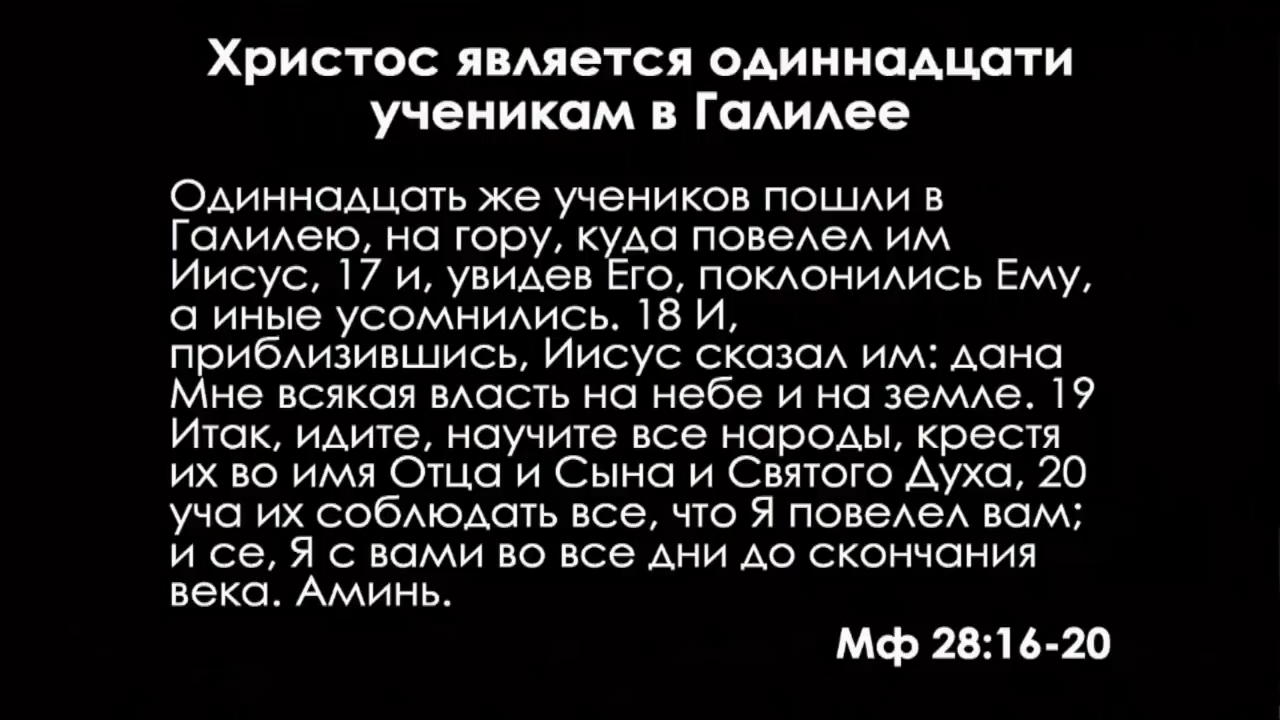 Христос является одиннадцати
ученикам в Галилее
Одиннадцать же учеников пошли в
Галилею, на гору, куда повелел им
Иисус, 17 и, увидев Его, поклонились Ему,
а иные усомнились. 18 И,
приблизившись, Иисус сказал им: дана
Мне всякая власть на небе и на земле. 19
Итак, идите, научите все народы, крестя
их во имя Отца и Сына и Святого Духа, 20
уча их соблюдать все, что Я повелел вам;
и се, Я с вами во все дни до скончания
века. Аминь.
Мф 28:16-20